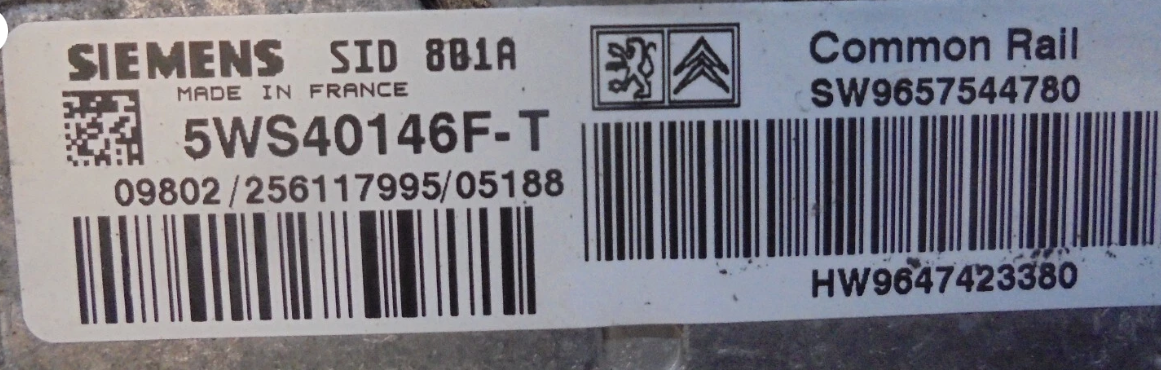 SIEMENS SID 801A
MADE IN FRANCE
5WS40146F-T
09802/256117995/05188
Common Rail
SW9657544780
HW9647423380